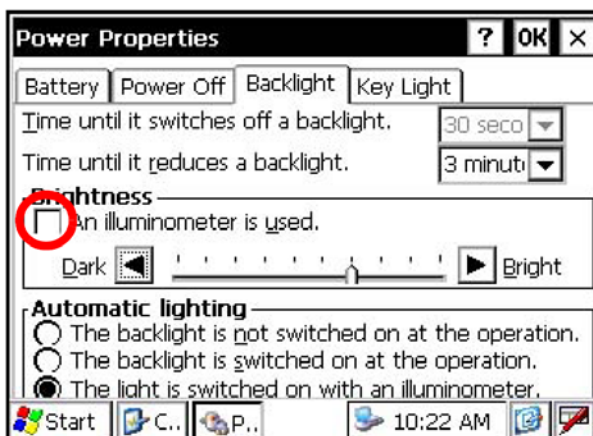 Power Properties ? OK ×
Battery Power Off Backlight Key Light
Time until it switches off a backlight. 30 seco
Time until it reduces a backlight. 3 minut
Brightness
An illuminometer is used.
Dark Bright
Automatic lighting
The backlight is not switched on at the operation.
The backlight is switched on at the operation.
The light is switched on with an illuminometer.
Start C.. P.. 10:22 AM